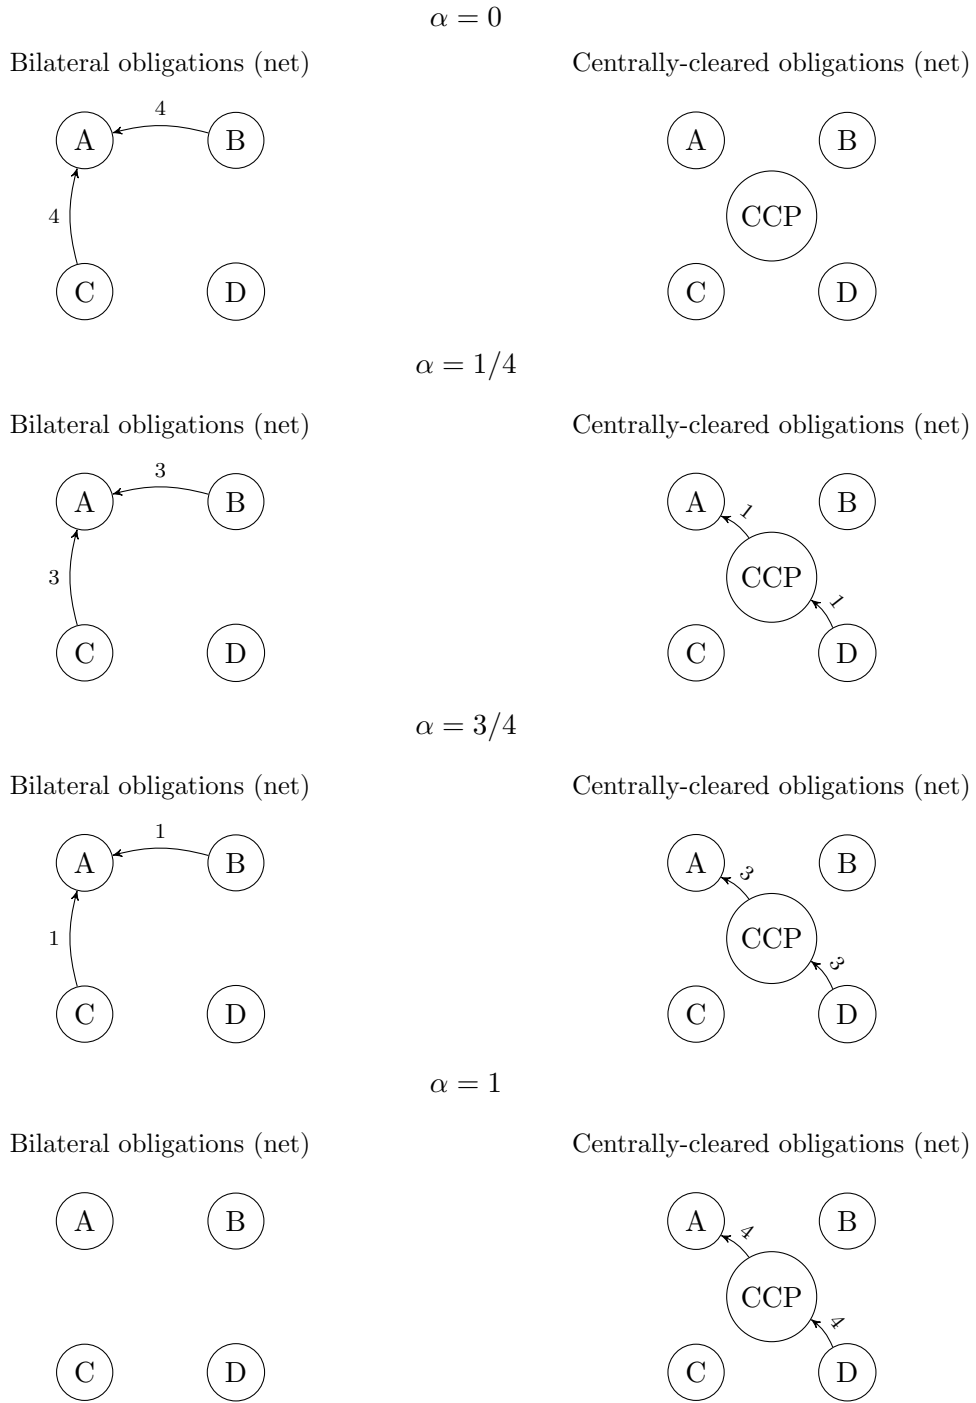 α = 0
Bilateral obligations (net)
Centrally-cleared obligations (net)
4
A
B
A
B
4
CCP
C
D
C
D
α = 1/4
Bilateral obligations (net)
Centrally-cleared obligations (net)
3
A
B
A
1
B
3
CCP
1
C
D
C
D
α = 3/4
Bilateral obligations (net)
Centrally-cleared obligations (net)
1
A
B
A
3
B
1
CCP
3
C
D
C
D
α = 1
Bilateral obligations (net)
Centrally-cleared obligations (net)
A
B
A
4
B
CCP
4
C
D
C
D